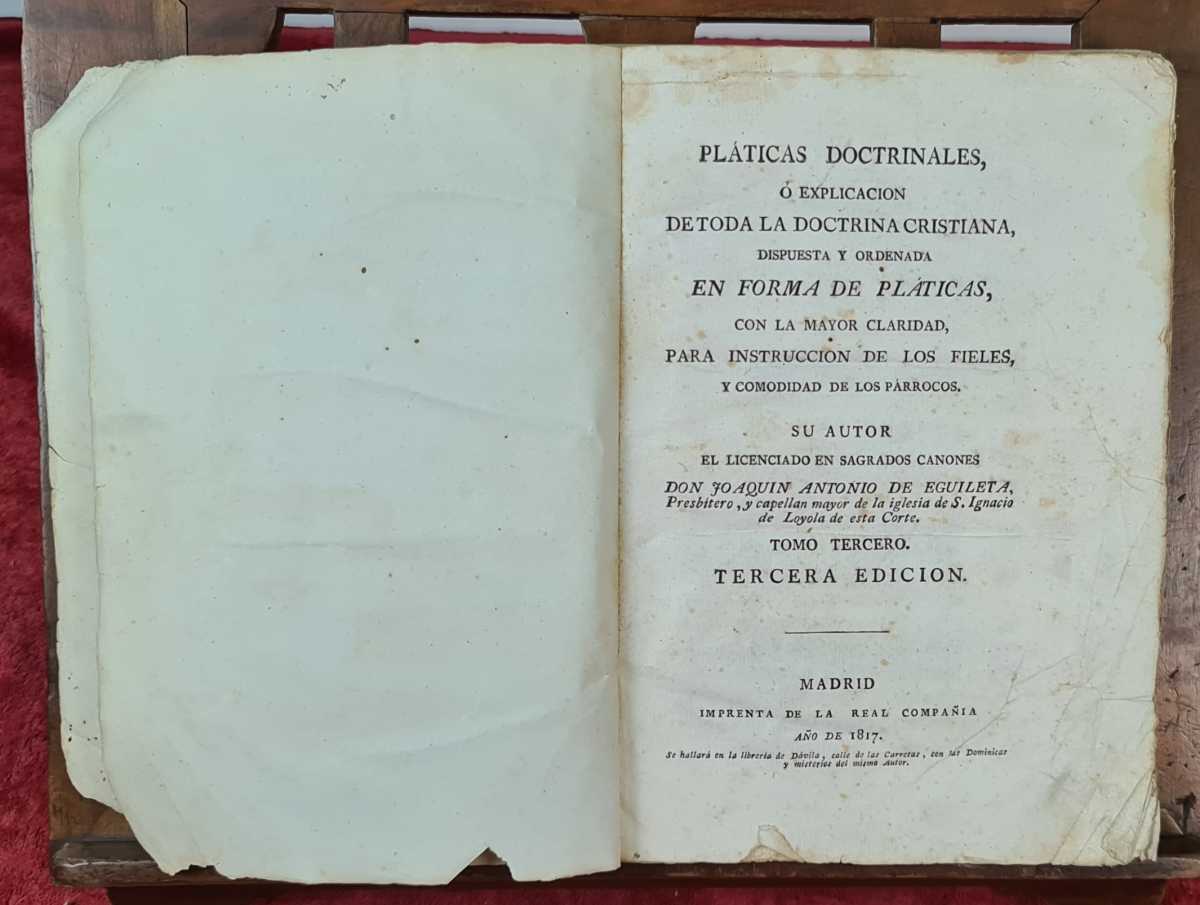 PLÁTICAS DOCTRINALES,
Ó EXPLICACION
DE TODA LA DOCTRINA CRISTIANA,
DISPUESTA Y ORDENADA
EN FORMA DE PLÁTICAS,
CON LA MAYOR CLARIDAD,
PARA INSTRUCCION DE LOS FIELES,
Y COMODIDAD DE LOS PÁRROCOS.
SU AUTOR
EL LICENCIADO EN SAGRADOS CANONES
DON JOAQUIN ANTONIO DE EGUILETA,
Presbítero, y capellan mayor de la iglesia de S. Ignacio
de Loyola de esta Corte.
TOMO TERCERO.
TERCERA EDICION.
MADRID
IMPRENTA DE LA REAL COMPAÑIA
AÑO DE 1817.
Se hallará en la librería de Dávila, calle de las Carretas, con las Dominicas
y misterios del mismo Autor.